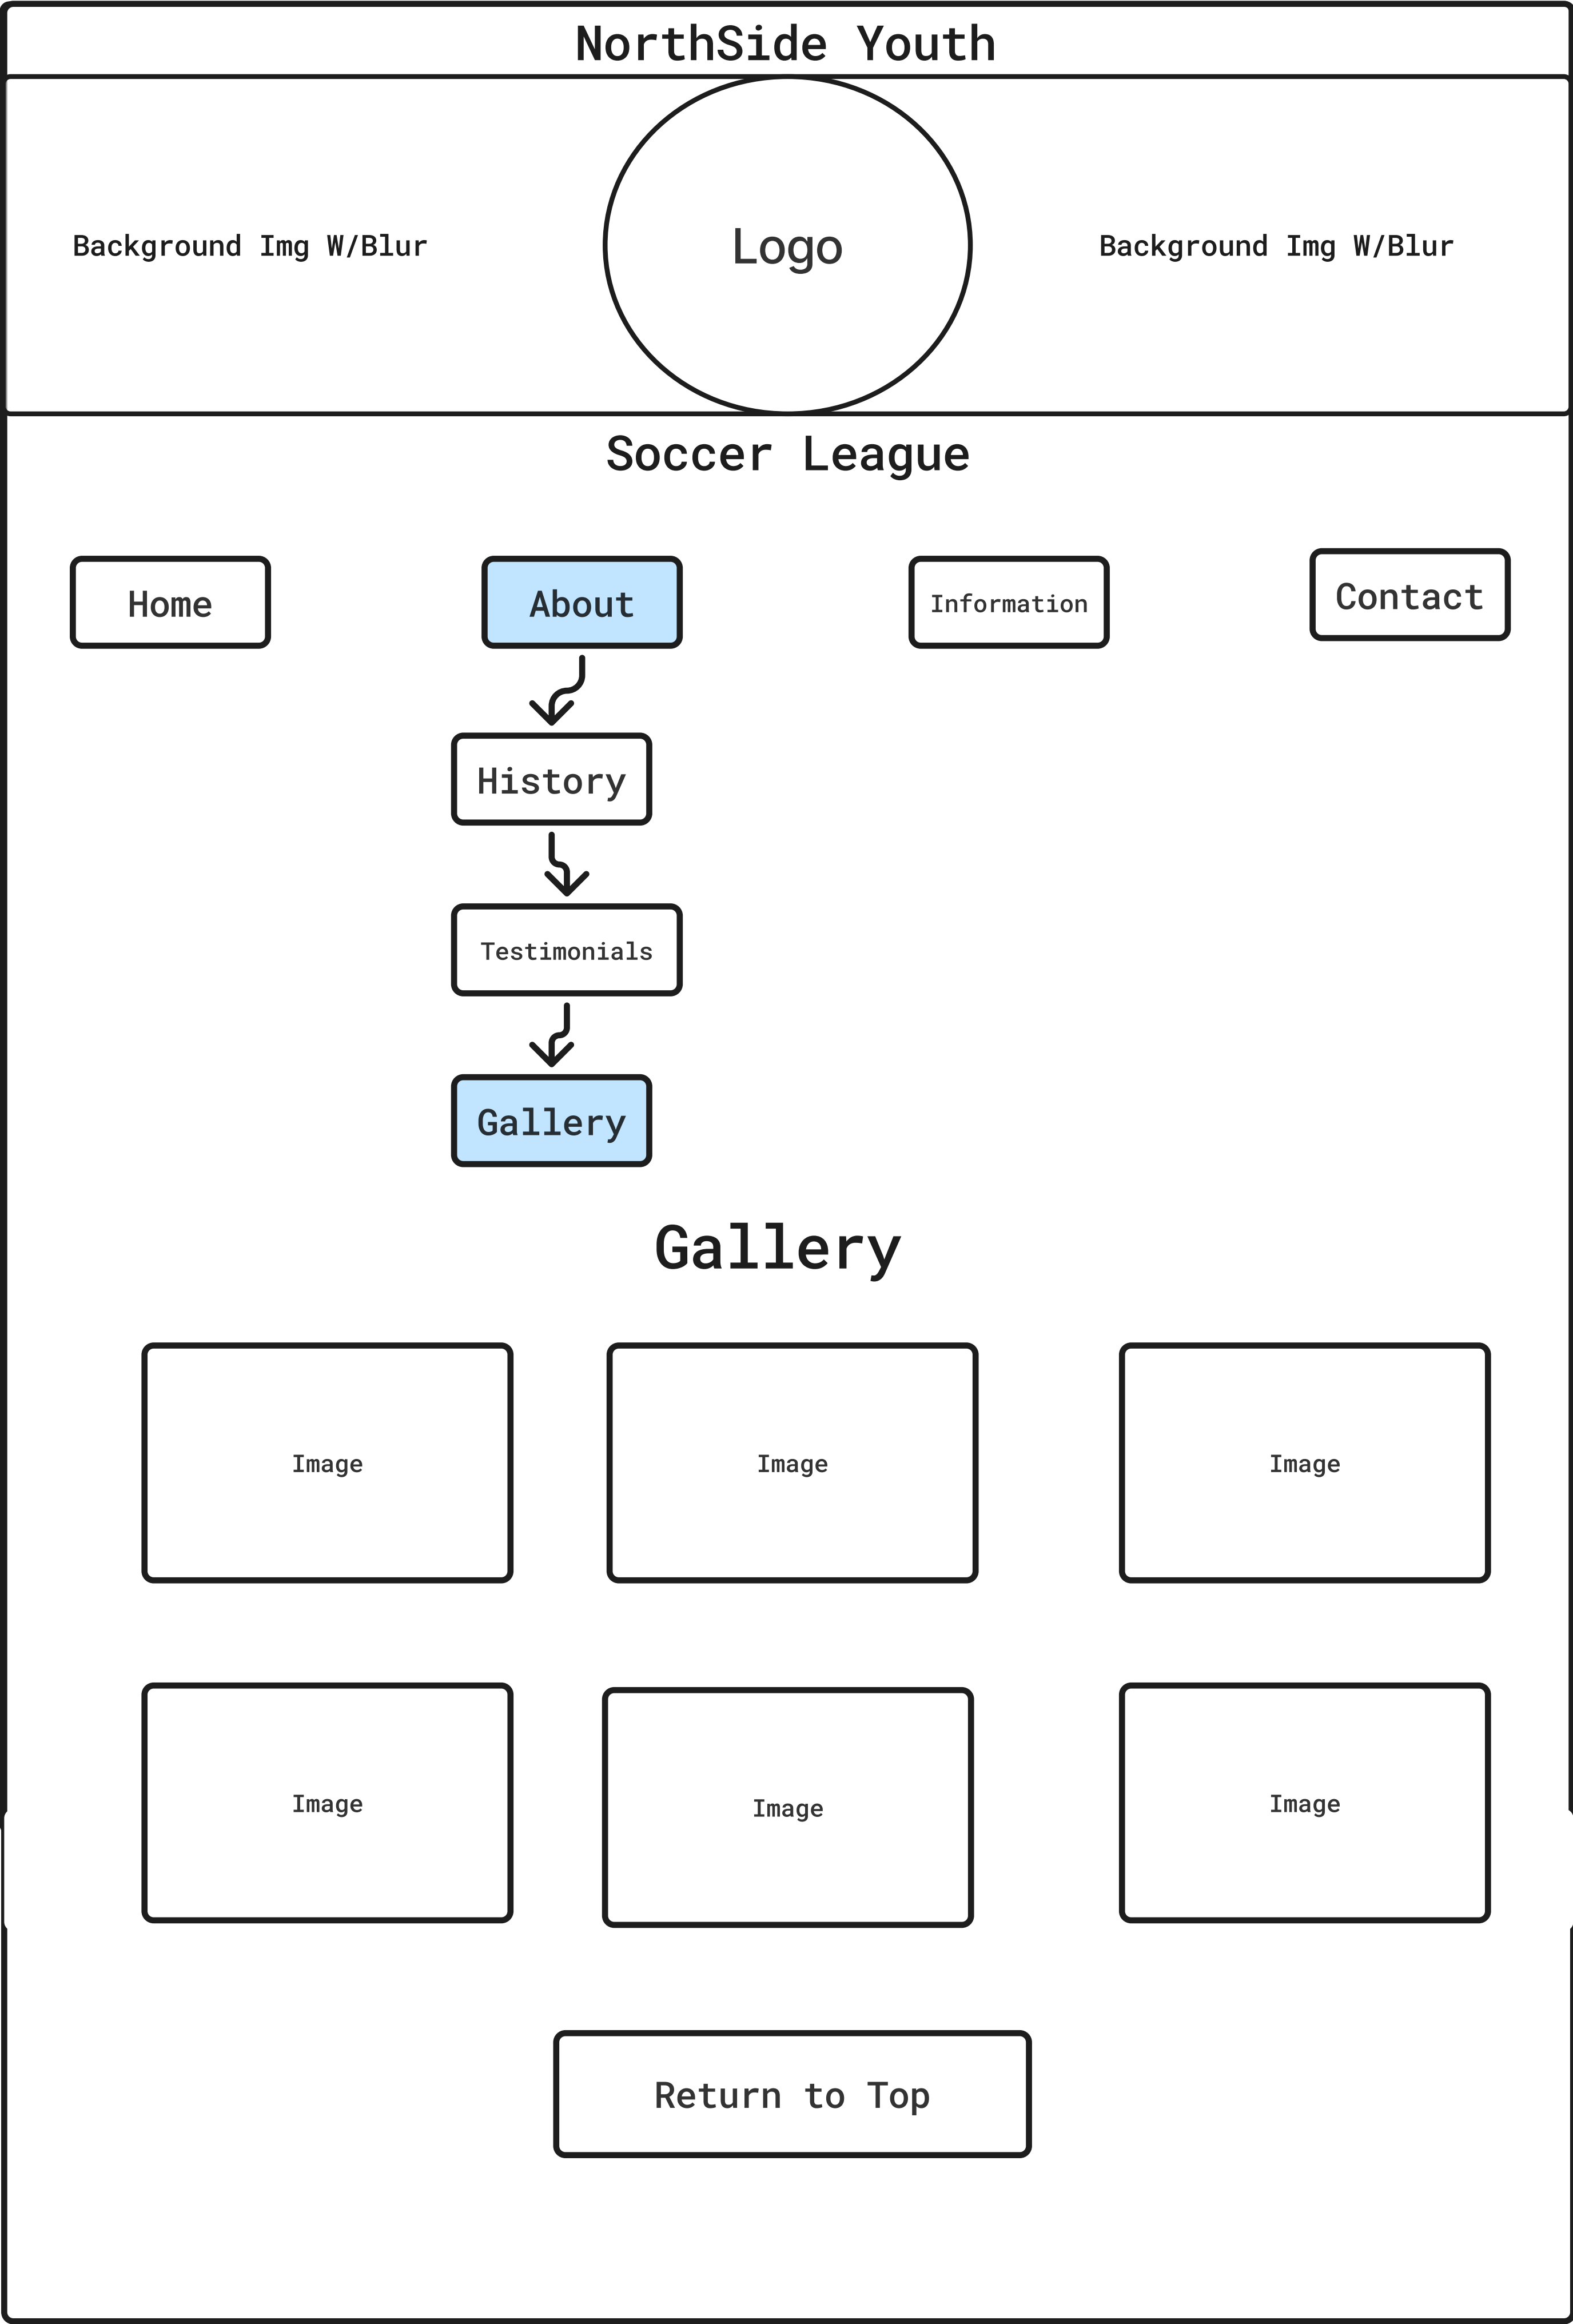 NorthSide Youth
Background Img W/Blur
Logo
Background Img W/Blur
Soccer League
Home
About
Information
Contact
History
Testimonials
Gallery
Gallery
Image
Image
Image
Image
Image
Image
Return to Top